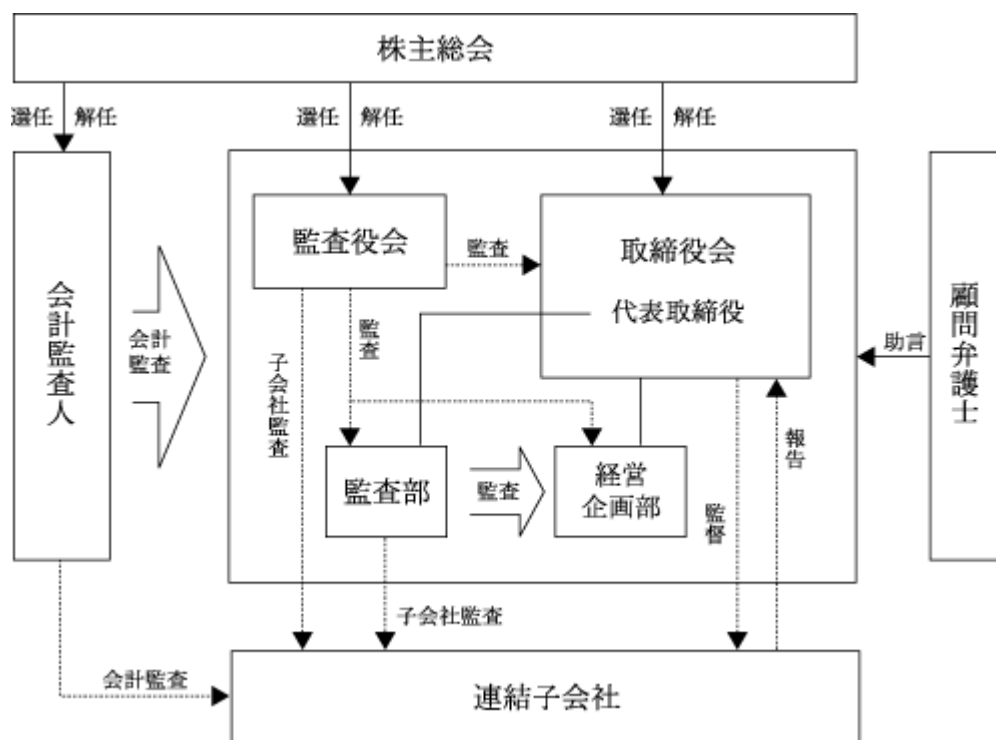 株主総会
選任 解任
選任 解任
選任 解任
会計監査人
会計
監査
監査役会
監査
取締役会
代表取締役
顧問弁護士
助言
監査
子会社監査
監査部
監査
経営
企画部
監督
報告
子会社監査
会計監査
連結子会社